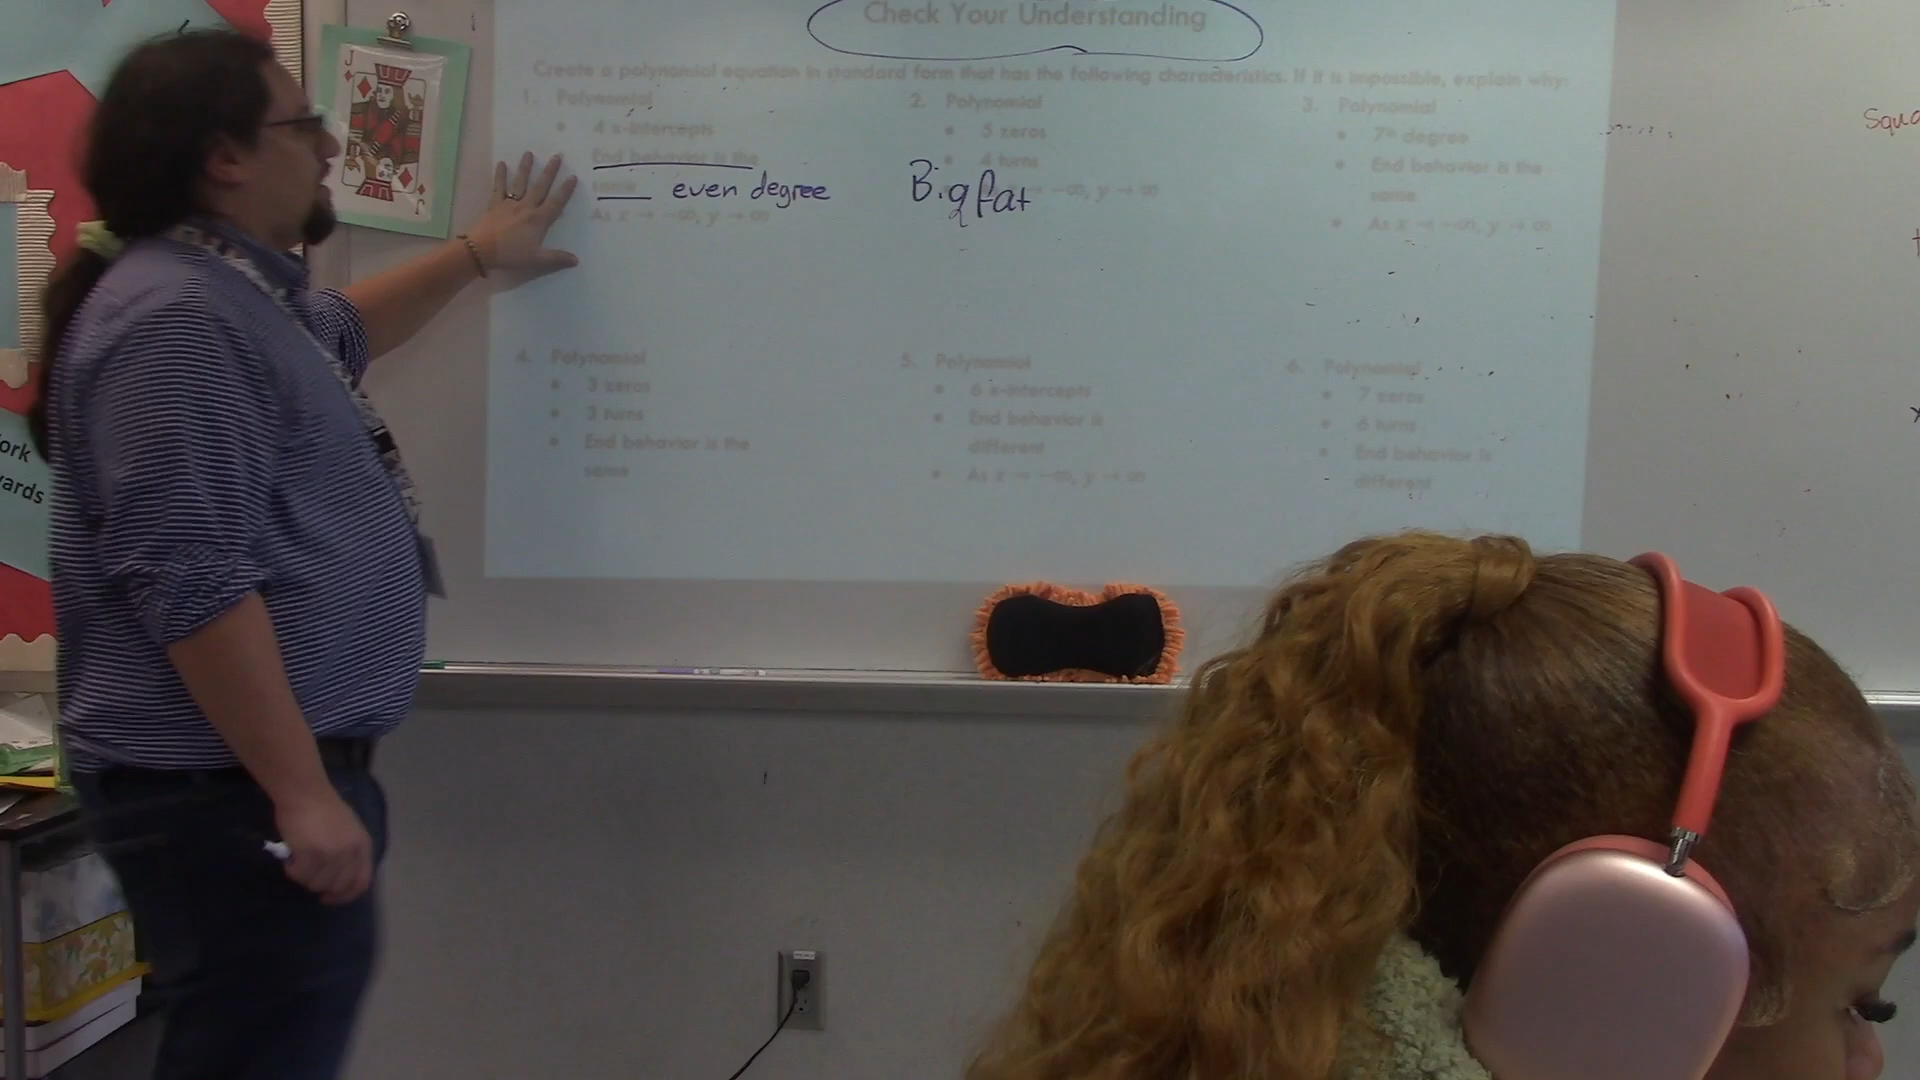 Check Your Understanding
Create a polynomial equation in standard form that has the following characteristics. If it is impossible, explain why:
1. Polynomial
• 4 x-intercepts
End behavior is the
same even degree
As x → -∞, y → ∞
2. Polynomial
• 5 zeros
• 4 turns
Big fat → -∞, y → ∞
3. Polynomial
• 7th degree
• End behavior is the
same
• As x → -∞, y → ∞
4. Polynomial
• 3 zeros
• 3 turns
• End behavior is the
same
5. Polynomial
• 6 x-intercepts
• End behavior is
different
• As x → -∞, y → ∞
6. Polynomial
• 7 zeros
• 6 turns
• End behavior is
different
J
J
ork
ards
Squa